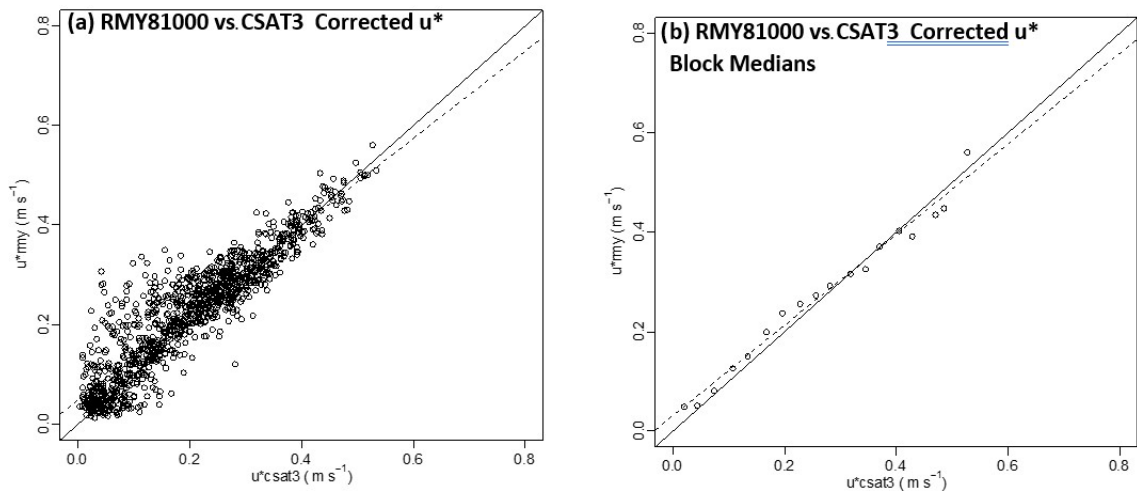 (a) RMY81000 vs.CSAT3 Corrected u*
0.8
0.6
0.4
0.2
0.0
u*rmy ( m s⁻¹)
0.0 0.2 0.4 0.6 0.8
u*csat3 ( m s⁻¹)
(b) RMY81000 vs.CSAT3 Corrected u*
Block Medians
0.8
0.6
0.4
0.2
0.0
u*rmy ( m s⁻¹)
0.0 0.2 0.4 0.6 0.8
u*csat3 ( m s⁻¹)